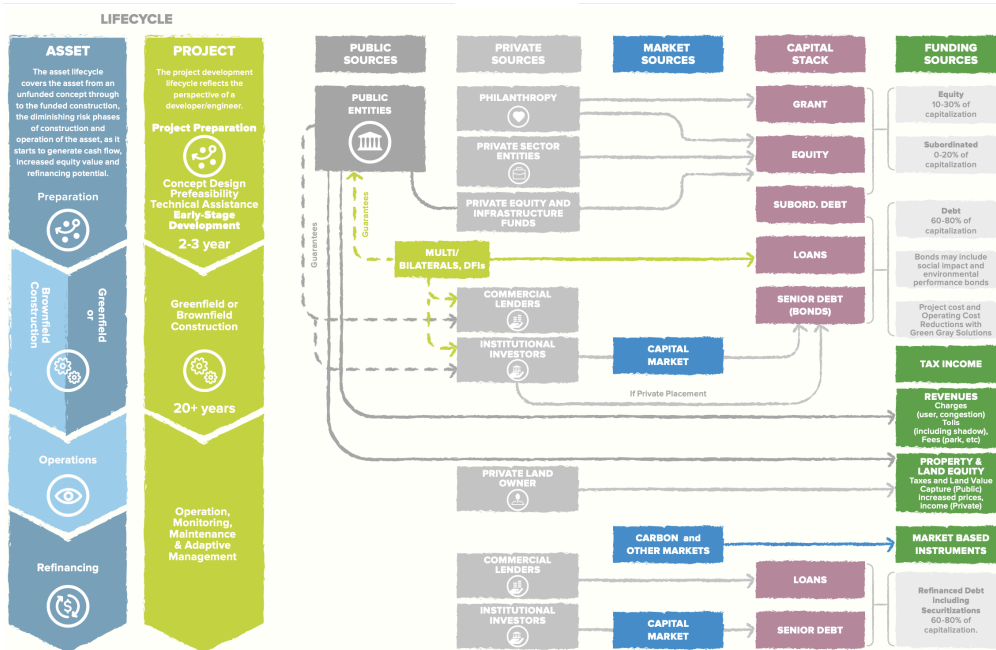 LIFECYCLE
ASSET
The asset lifecycle
covers the asset from an
unfunded concept through
to the funded construction,
the diminishing risk phases
of construction and
operation of the asset, as it
starts to generate cash flow,
increased equity value and
refinancing potential.
Preparation
Brownfield
Construction
Greenfield
or
Operations
Refinancing
PROJECT
The project development
lifecycle reflects the
perspective of a
developer/engineer.
Project Preparation
Concept Design
Prefeasibility
Technical Assistance
Early-Stage
Development
2-3 year
Greenfield or
Brownfield
Construction
20+ years
Operation,
Monitoring,
Maintenance
& Adaptive
Management
PUBLIC
SOURCES
PUBLIC
ENTITIES
Guarantees
Guarantees
MULTI/
BILATERALS, DFIs
PRIVATE
SOURCES
PHILANTHROPY
PRIVATE SECTOR
ENTITIES
PRIVATE EQUITY AND
INFRASTRUCTURE
FUNDS
COMMERCIAL
LENDERS
INSTITUTIONAL
INVESTORS
If Private Placement
PRIVATE LAND
OWNER
COMMERCIAL
LENDERS
INSTITUTIONAL
INVESTORS
MARKET
SOURCES
CAPITAL
MARKET
CARBON and
OTHER MARKETS
CAPITAL
MARKET
CAPITAL
STACK
GRANT
EQUITY
SUBORD. DEBT
LOANS
SENIOR DEBT
(BONDS)
LOANS
SENIOR DEBT
FUNDING
SOURCES
Equity
10-30% of
capitalization
Subordinated
0-20% of
capitalization
Debt
60-80% of
capitalization
Bonds may include
social impact and
environmental
performance bonds
Project cost and
Operating Cost
Reductions with
Green Gray Solutions
TAX INCOME
REVENUES
Charges
(user, congestion)
Tolls
(including shadow),
Fees (park, etc)
PROPERTY &
LAND EQUITY
Taxes and Land Value
Capture (Public)
Increased prices,
Income (Private)
MARKET BASED
INSTRUMENTS
Refinanced Debt
including
Securitizations
60-80% of
capitalization.